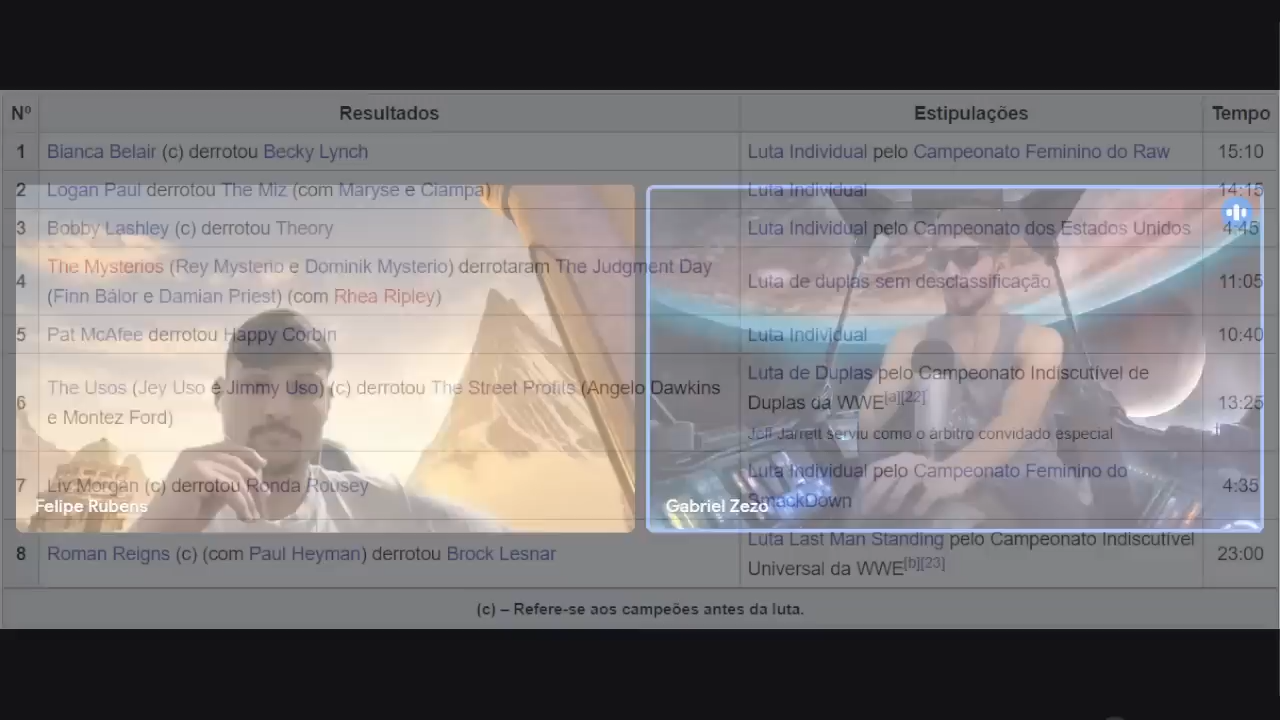 Nº Resultados Estipulações Tempo
1 Bianca Belair (c) derrotou Becky Lynch Luta Individual pelo Campeonato Feminino do Raw 15:10
2 Logan Paul derrotou The Miz (com Maryse e Ciampa) Luta Individual 14:15
3 Bobby Lashley (c) derrotou Theory Luta Individual pelo Campeonato dos Estados Unidos 4:45
4 The Mysterios (Rey Mysterio e Dominik Mysterio) derrotaram The Judgment Day
(Finn Bálor e Damian Priest) (com Rhea Ripley) Luta de duplas sem desclassificação 11:05
5 Pat McAfee derrotou Happy Corbin Luta Individual 10:40
6 The Usos (Jey Uso e Jimmy Uso) (c) derrotou The Street Profits (Angelo Dawkins
e Montez Ford) Luta de Duplas pelo Campeonato Indiscutível de
Duplas da WWE[a][22]
Jeff Jarrett serviu como o árbitro convidado especial 13:25
7 Liv Morgan (c) derrotou Ronda Rousey Luta Individual pelo Campeonato Feminino do
SmackDown 4:35
Felipe Rubens Gabriel Zezo
8 Roman Reigns (c) (com Paul Heyman) derrotou Brock Lesnar Luta Last Man Standing pelo Campeonato Indiscutível
Universal da WWE[b][23] 23:00
(c) – Refere-se aos campeões antes da luta.